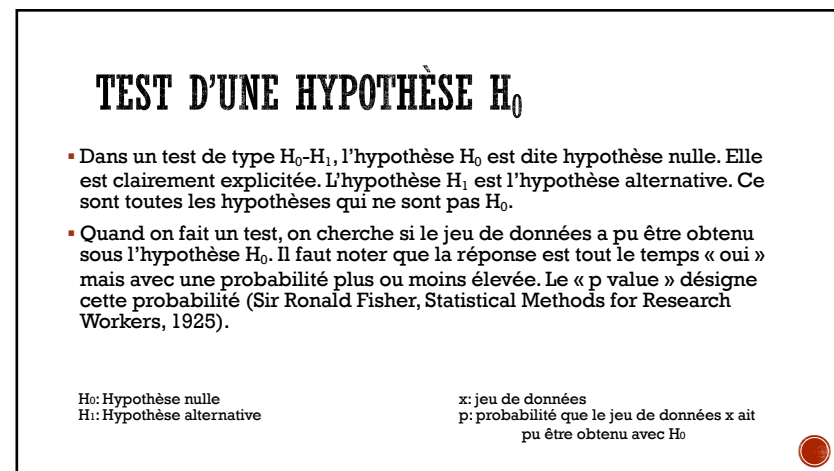 TEST D'UNE HYPOTHÈSE H₀
▪ Dans un test de type H₀-H₁, l'hypothèse H₀ est dite hypothèse nulle. Elle
est clairement explicitée. L'hypothèse H₁ est l'hypothèse alternative. Ce
sont toutes les hypothèses qui ne sont pas H₀.
▪ Quand on fait un test, on cherche si le jeu de données a pu être obtenu
sous l'hypothèse H₀. Il faut noter que la réponse est tout le temps « oui »
mais avec une probabilité plus ou moins élevée. Le « p value » désigne
cette probabilité (Sir Ronald Fisher, Statistical Methods for Research
Workers, 1925).
H₀: Hypothèse nulle
H₁: Hypothèse alternative
x: jeu de données
p: probabilité que le jeu de données x ait
pu être obtenu avec H₀